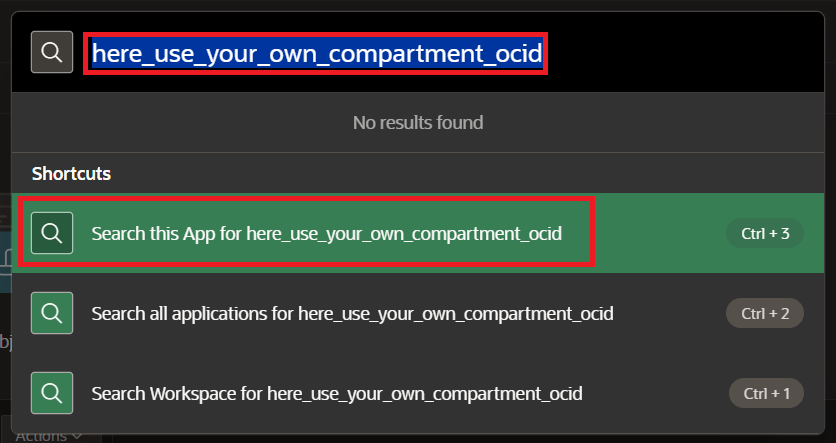 here_use_your_own_compartment_ocid
No results found
Shortcuts
Search this App for here_use_your_own_compartment_ocid Ctrl + 3
Search all applications for here_use_your_own_compartment_ocid Ctrl + 2
Search Workspace for here_use_your_own_compartment_ocid Ctrl + 1
Actions